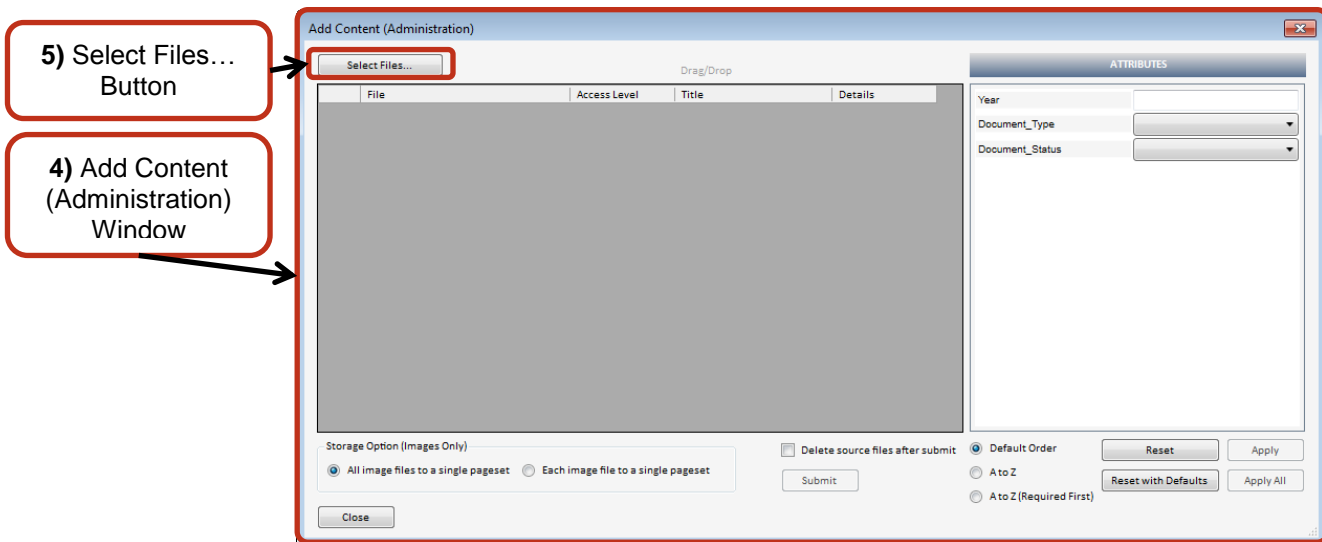 5) Select Files…
Button
4) Add Content
(Administration)
Window
Add Content (Administration)
Select Files...
Drag/Drop
File Access Level Title Details
ATTRIBUTES
Year
Document_Type
Document_Status
Storage Option (Images Only)
All image files to a single pageset Each image file to a single pageset
Delete source files after submit
Submit
Default Order
A to Z
A to Z (Required First)
Reset Apply
Reset with Defaults Apply All
Close